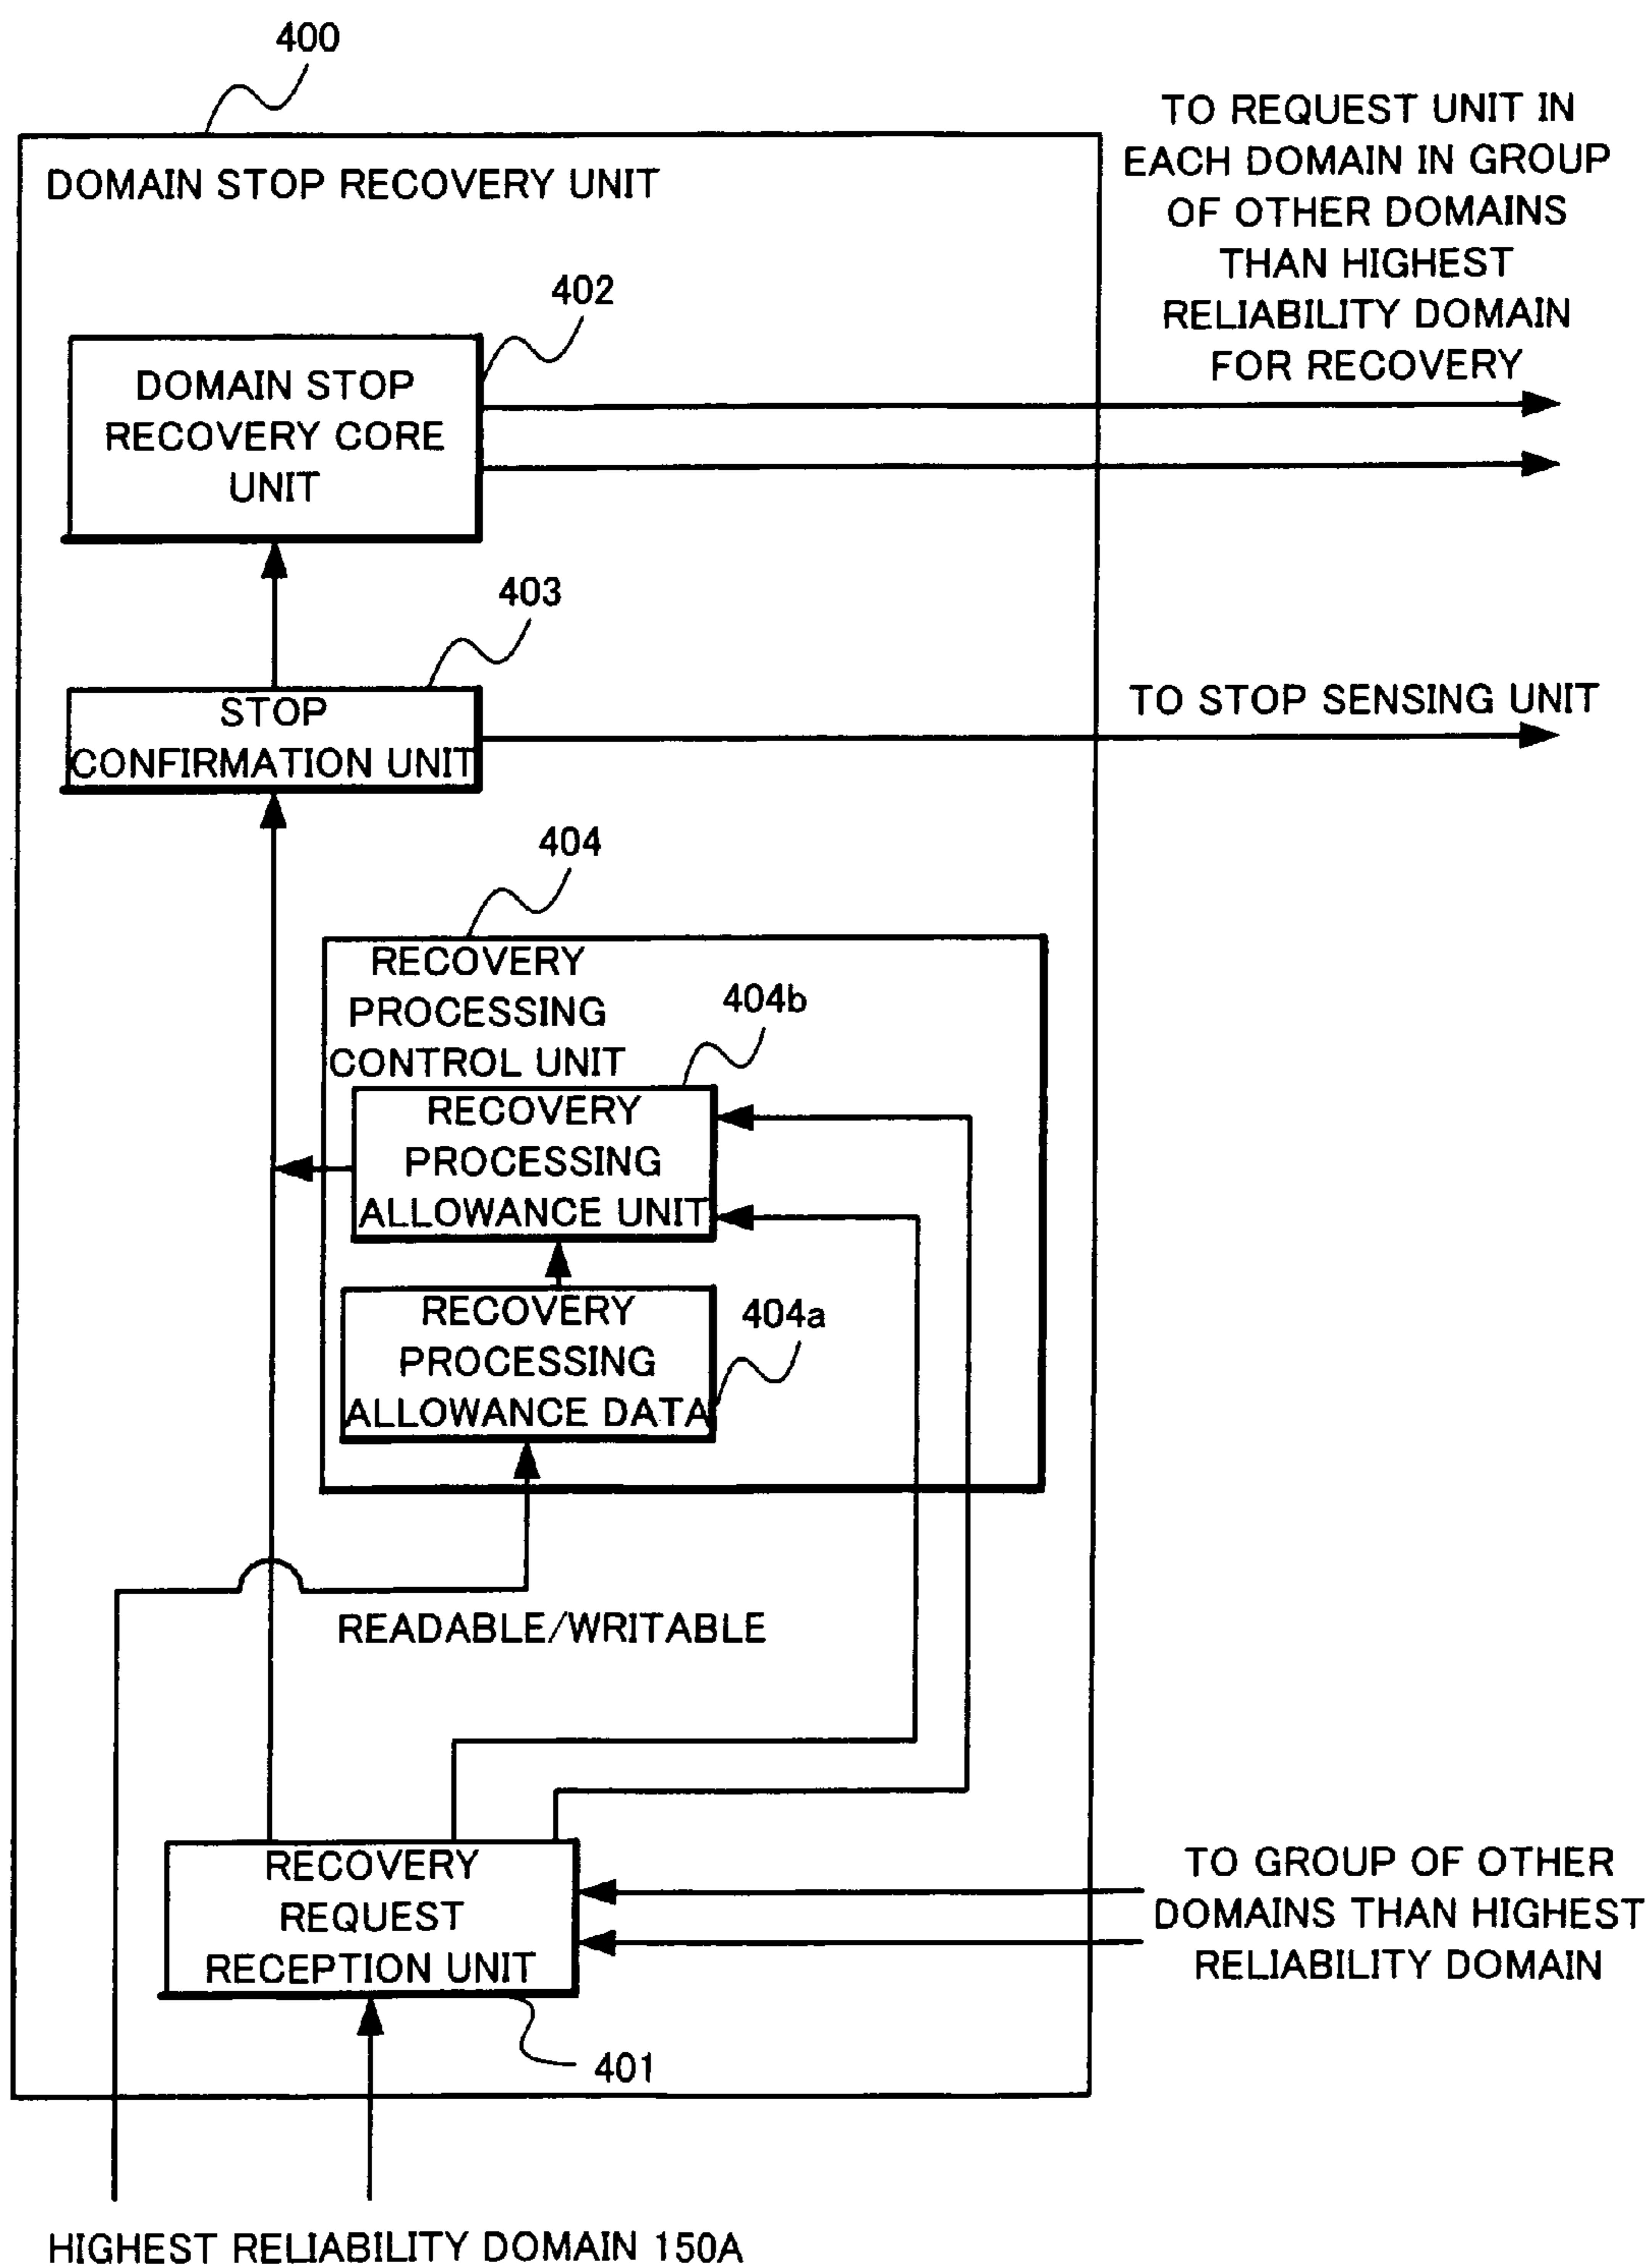 400
TO REQUEST UNIT IN
EACH DOMAIN IN GROUP
OF OTHER DOMAINS
THAN HIGHEST
RELIABILITY DOMAIN
FOR RECOVERY
DOMAIN STOP RECOVERY UNIT
402
DOMAIN STOP
RECOVERY CORE
UNIT
403
STOP
CONFIRMATION UNIT
TO STOP SENSING UNIT
404
RECOVERY
PROCESSING
CONTROL UNIT
404b
RECOVERY
PROCESSING
ALLOWANCE UNIT
RECOVERY
PROCESSING
ALLOWANCE DATA
404a
READABLE/WRITABLE
RECOVERY
REQUEST
RECEPTION UNIT
401
TO GROUP OF OTHER
DOMAINS THAN HIGHEST
RELIABILITY DOMAIN
HIGHEST RELIABILITY DOMAIN 150A